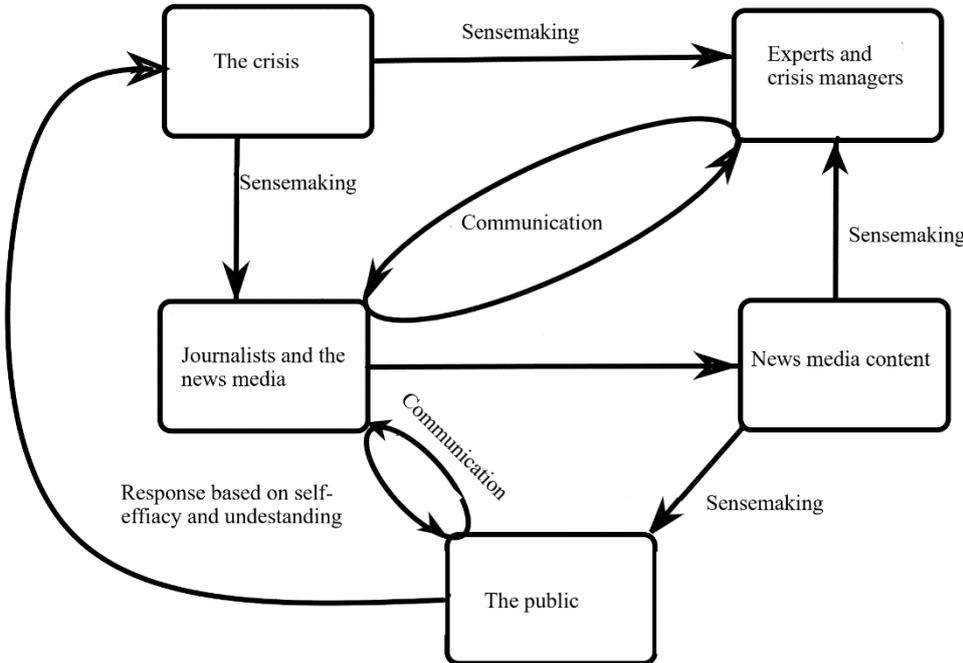 Sensemaking
The crisis
Experts and
crisis managers
Sensemaking
Communication
Sensemaking
Journalists and the
news media
News media content
Communication
Response based on self-
effiacy and undestanding
Sensemaking
The public